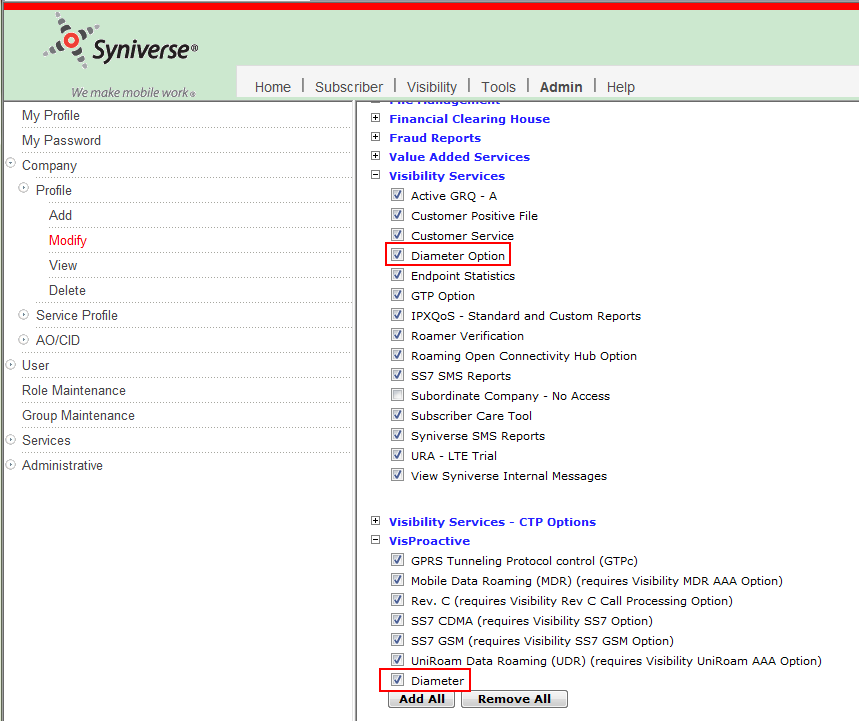 Syniverse®
We make mobile work®
Home | Subscriber | Visibility | Tools | Admin | Help
My Profile
My Password
Company
Profile
Add
Modify
View
Delete
Service Profile
AO/CID
User
Role Maintenance
Group Maintenance
Services
Administrative
File Management
Financial Clearing House
Fraud Reports
Value Added Services
Visibility Services
Active GRQ - A
Customer Positive File
Customer Service
Diameter Option
Endpoint Statistics
GTP Option
IPXQoS - Standard and Custom Reports
Roamer Verification
Roaming Open Connectivity Hub Option
SS7 SMS Reports
Subordinate Company - No Access
Subscriber Care Tool
Syniverse SMS Reports
URA - LTE Trial
View Syniverse Internal Messages
Visibility Services - CTP Options
VisProactive
GPRS Tunneling Protocol control (GTPc)
Mobile Data Roaming (MDR) (requires Visibility MDR AAA Option)
Rev. C (requires Visibility Rev C Call Processing Option)
SS7 CDMA (requires Visibility SS7 Option)
SS7 GSM (requires Visibility SS7 GSM Option)
UniRoam Data Roaming (UDR) (requires Visibility UniRoam AAA Option)
Diameter
Add All Remove All